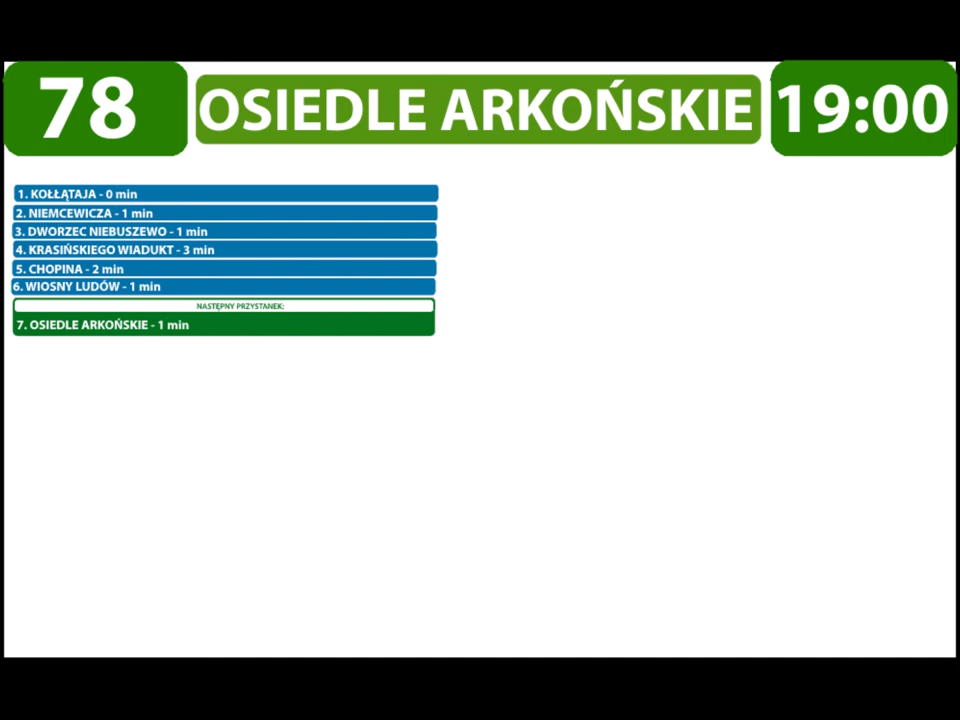 78
OSIEDLE ARKOŃSKIE
19:00
1. KOŁŁĄTAJA - 0 min
2. NIEMCEWICZA - 1 min
3. DWORZEC NIEBUSZEWO - 1 min
4. KRASIŃSKIEGO WIADUKT - 3 min
5. CHOPINA - 2 min
6. WIOSNY LUDÓW - 1 min
NASTĘPNY PRZYSTANEK:
7. OSIEDLE ARKOŃSKIE - 1 min